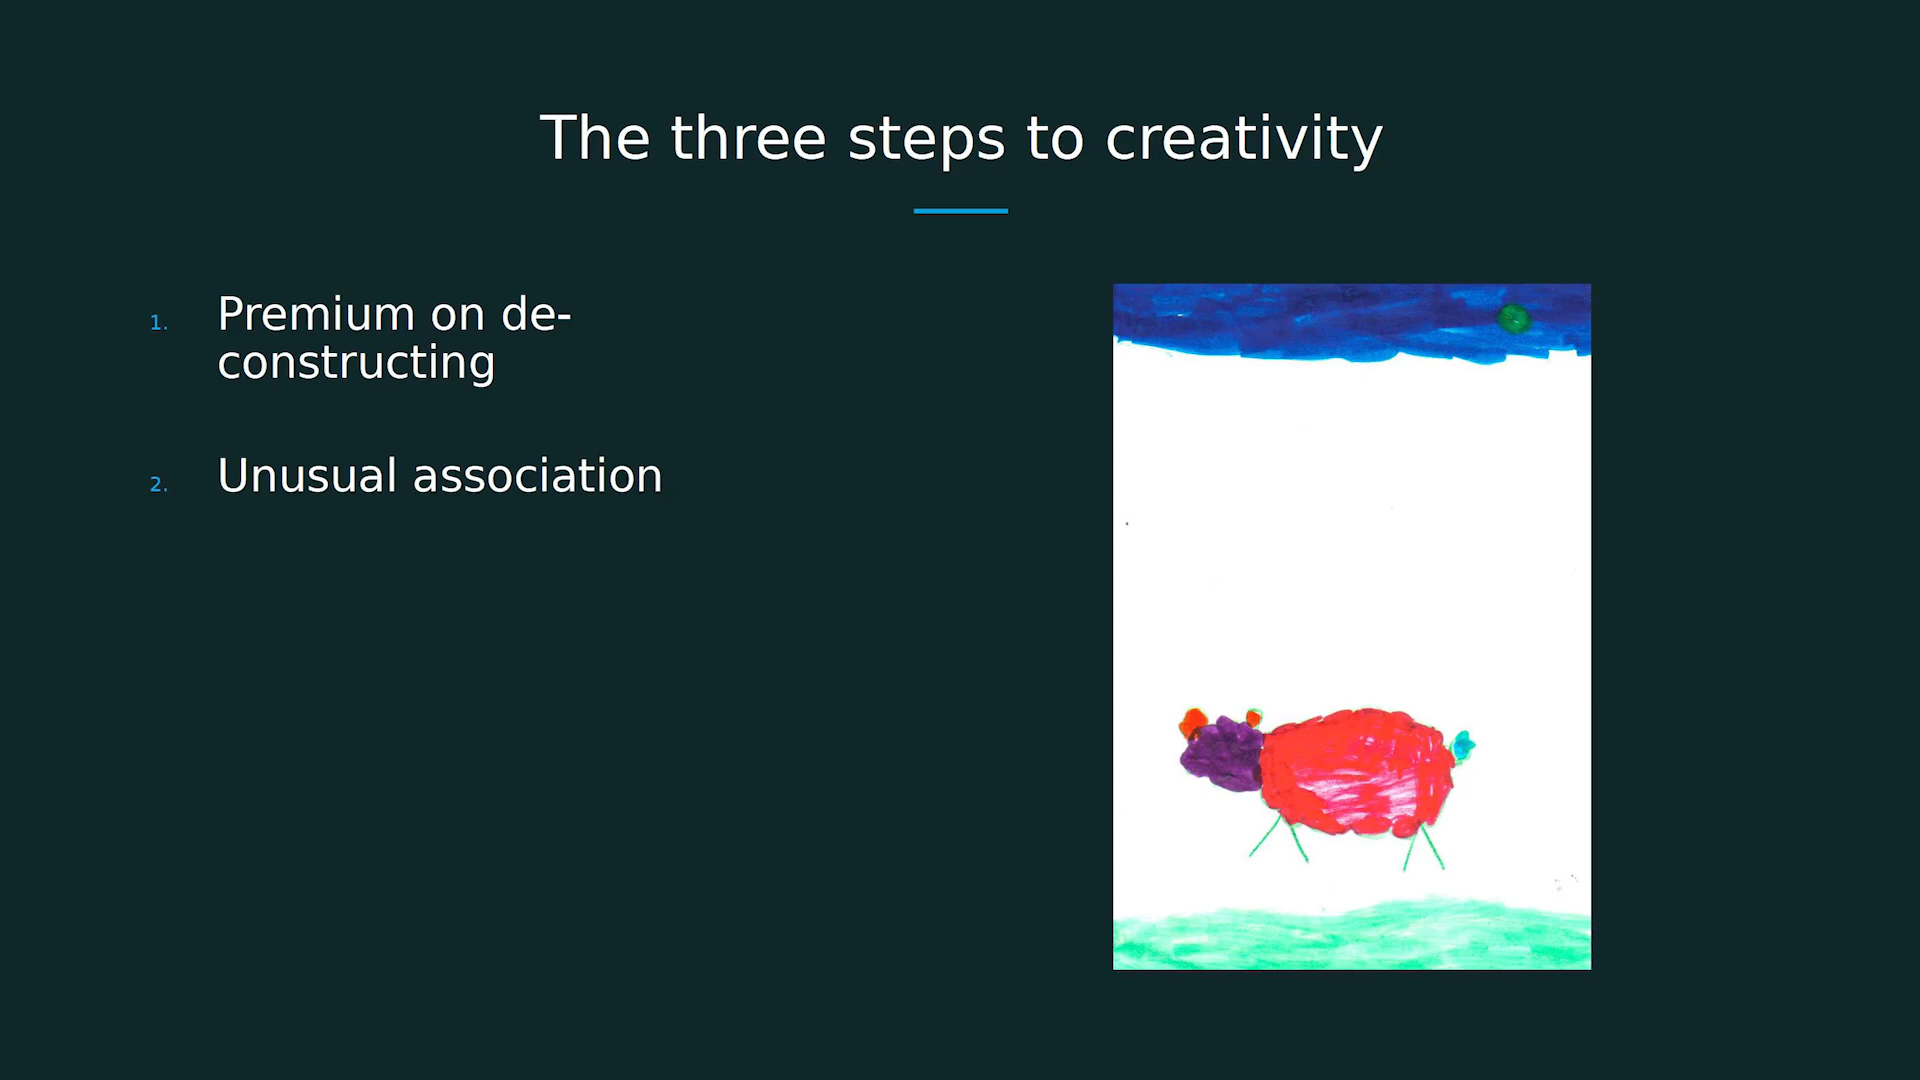 The three steps to creativity
1. Premium on de-
constructing
2. Unusual association